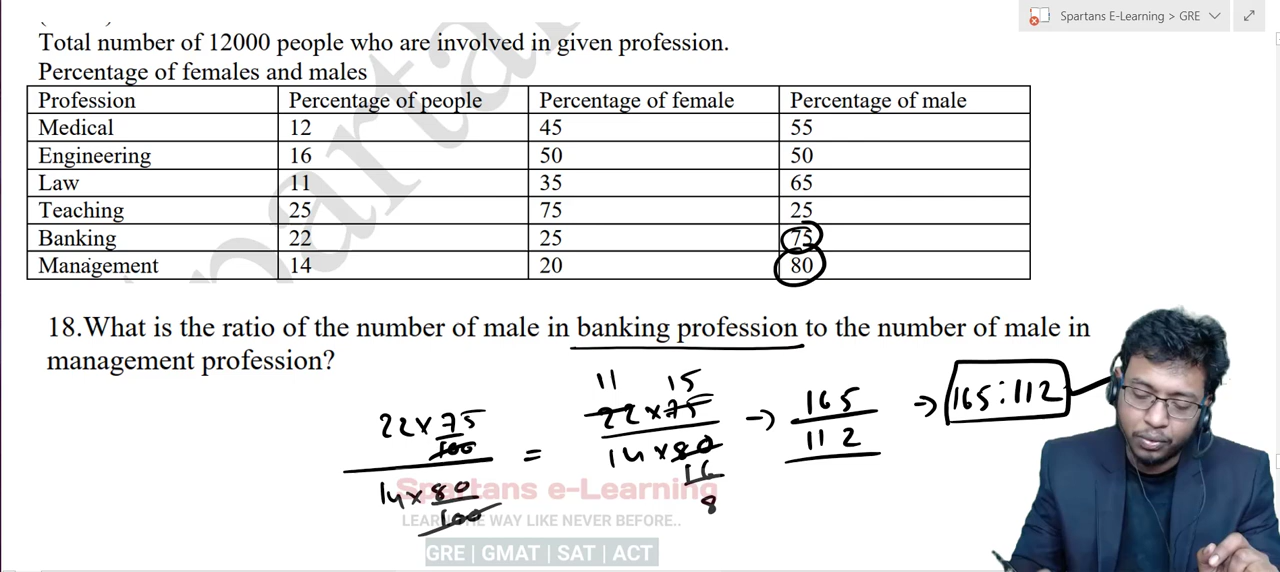 Spartans E-Learning > GRE
Total number of 12000 people who are involved in given profession.
Percentage of females and males
Profession Percentage of people Percentage of female Percentage of male
Medical 12 45 55
Engineering 16 50 50
Law 11 35 65
Teaching 25 75 25
Banking 22 25 75
Management 14 20 80
18.What is the ratio of the number of male in banking profession to the number of male in
management profession?
22 × 75/100 / 14 × 80/100 = 22 × 75 / 14 × 80 → 165/112 → 165:112
11 15
16
8
Spartans e-Learning
LEARN THE WAY LIKE NEVER BEFORE..
GRE | GMAT | SAT | ACT